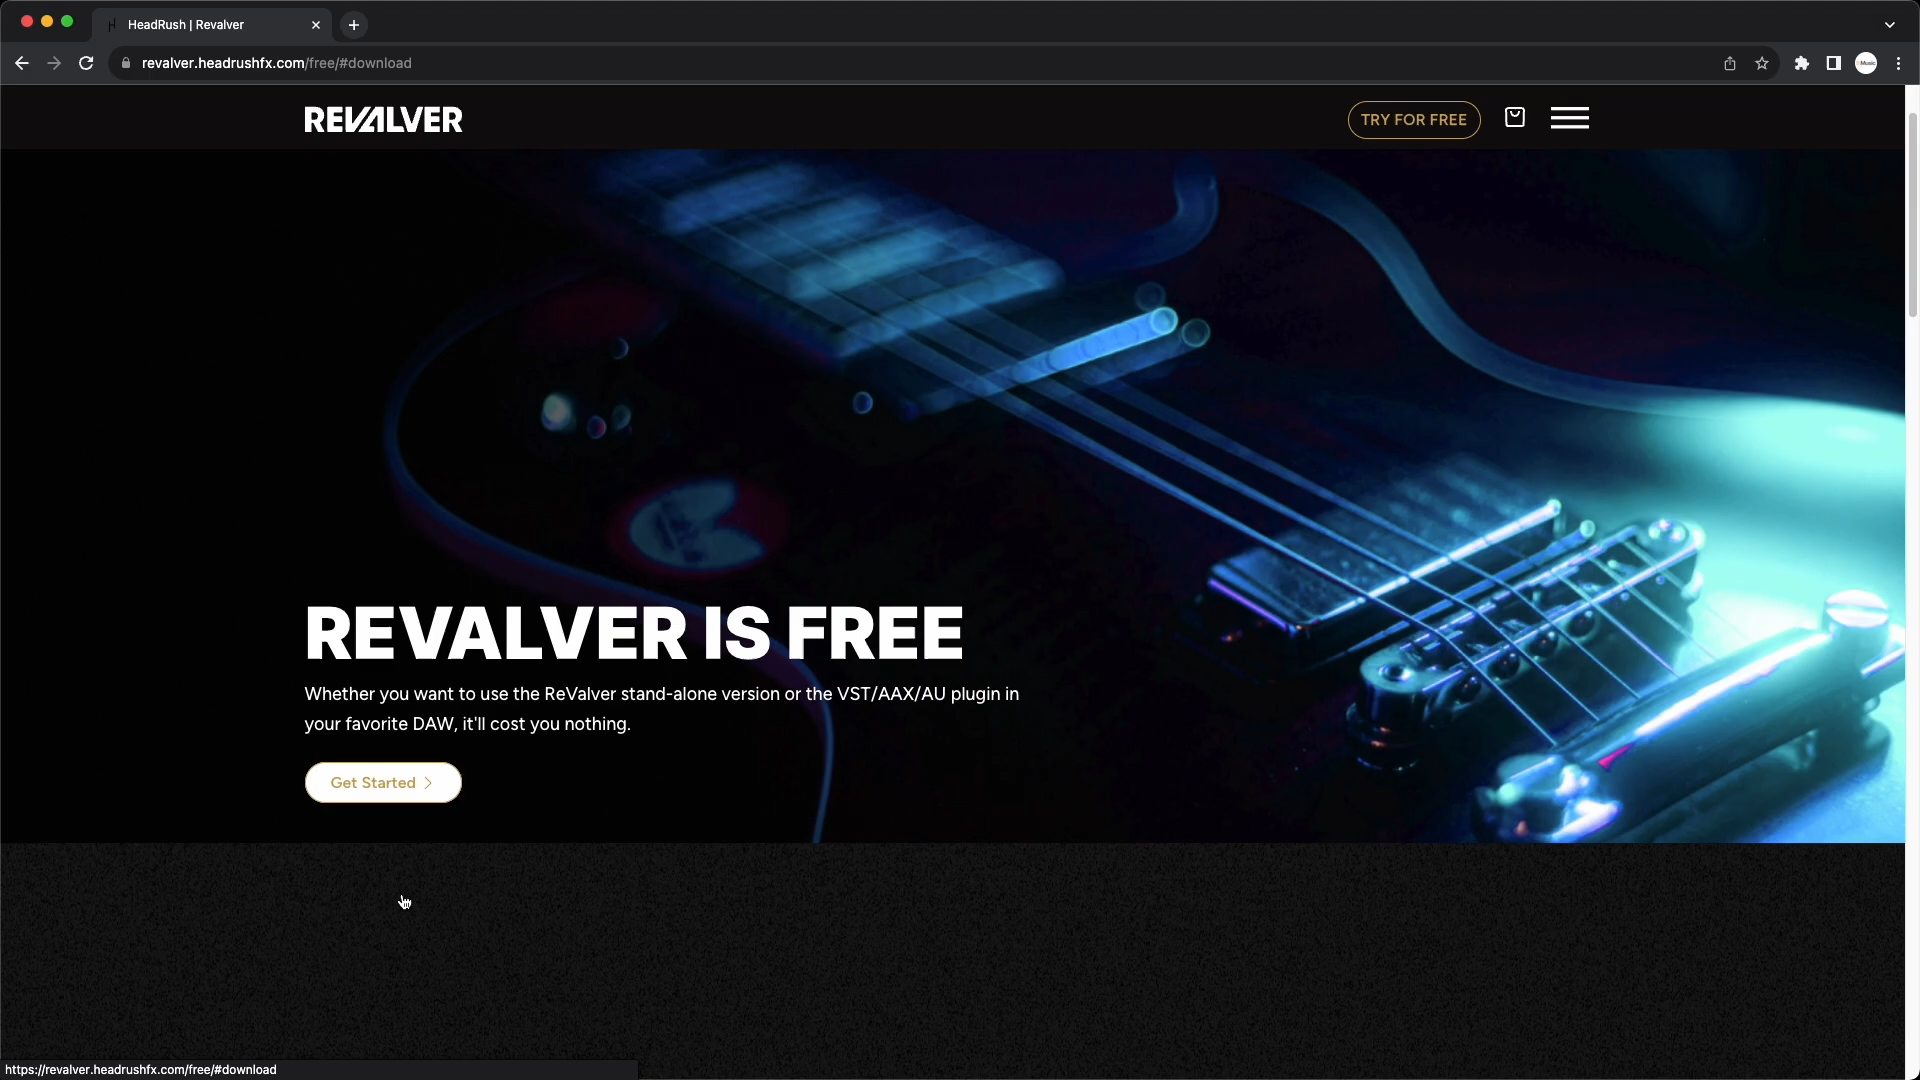 HeadRush | Revalver
revalver.headrushfx.com/free/#download
REVALVER
TRY FOR FREE
REVALVER IS FREE
Whether you want to use the ReValver stand-alone version or the VST/AAX/AU plugin in
your favorite DAW, it'll cost you nothing.
Get Started
https://revalver.headrushfx.com/free/#download